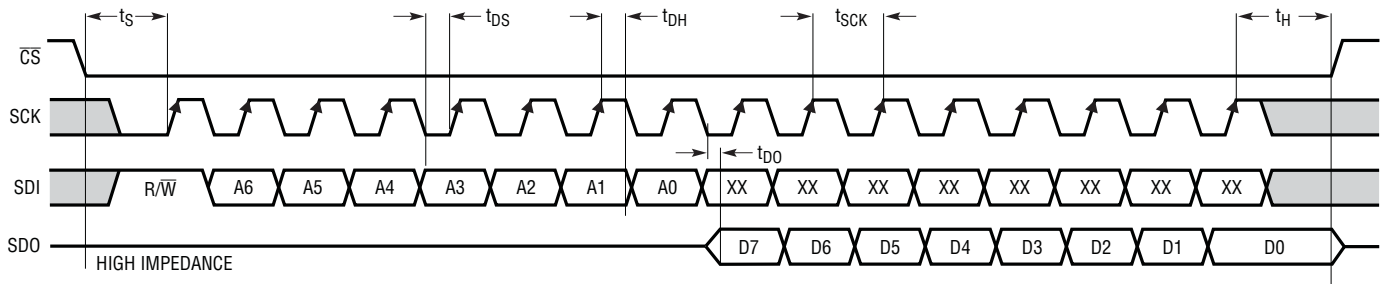 tS tDS tDH tSCK tH
CS
SCK
tDO
SDI R/W A6 A5 A4 A3 A2 A1 A0 XX XX XX XX XX XX XX XX
SDO D7 D6 D5 D4 D3 D2 D1 D0
HIGH IMPEDANCE